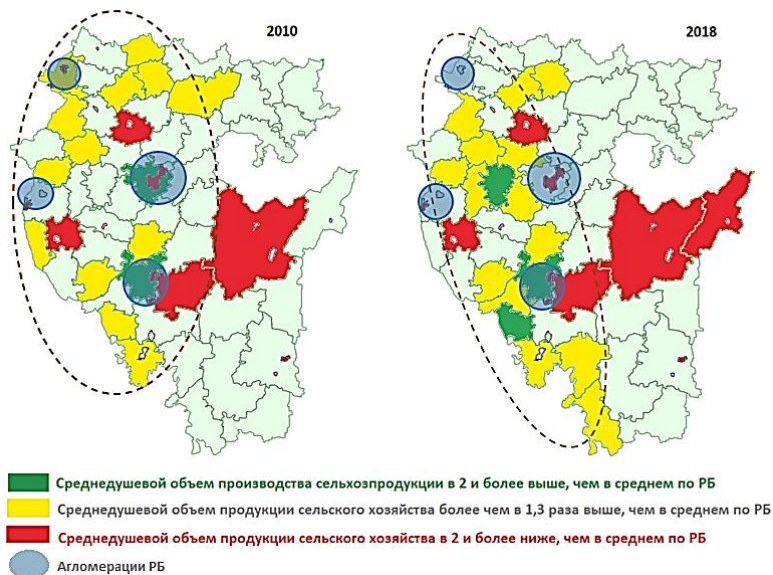 2010
2018
Среднедушевой объем производства сельхозпродукции в 2 и более выше, чем в среднем по РБ
Среднедушевой объем продукции сельского хозяйства более чем в 1,3 раза выше, чем в среднем по РБ
Среднедушевой объем продукции сельского хозяйства в 2 и более ниже, чем в среднем по РБ
Агломерации РБ